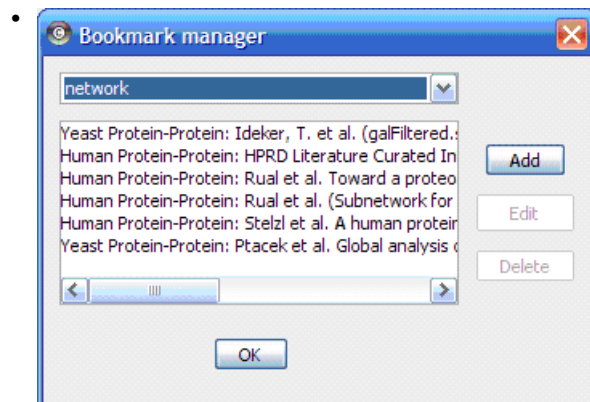 Bookmark manager
network
Yeast Protein-Protein: Ideker, T. et al. (galFiltered.s
Human Protein-Protein: HPRD Literature Curated In
Human Protein-Protein: Rual et al. Toward a proteo
Human Protein-Protein: Rual et al. (Subnetwork for
Human Protein-Protein: Stelzl et al. A human protein
Yeast Protein-Protein: Ptacek et al. Global analysis o
Add
Edit
Delete
OK